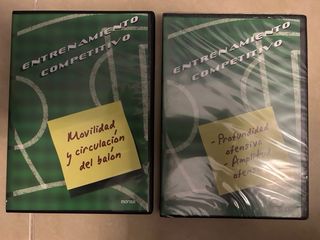 ENTRENAMIENTO
COMPETITIVO
Movilidad
y circulación
del balón
ENTRENAMIENTO
COMPETITIVO
- Profundidad
ofensiva
- Amplitud